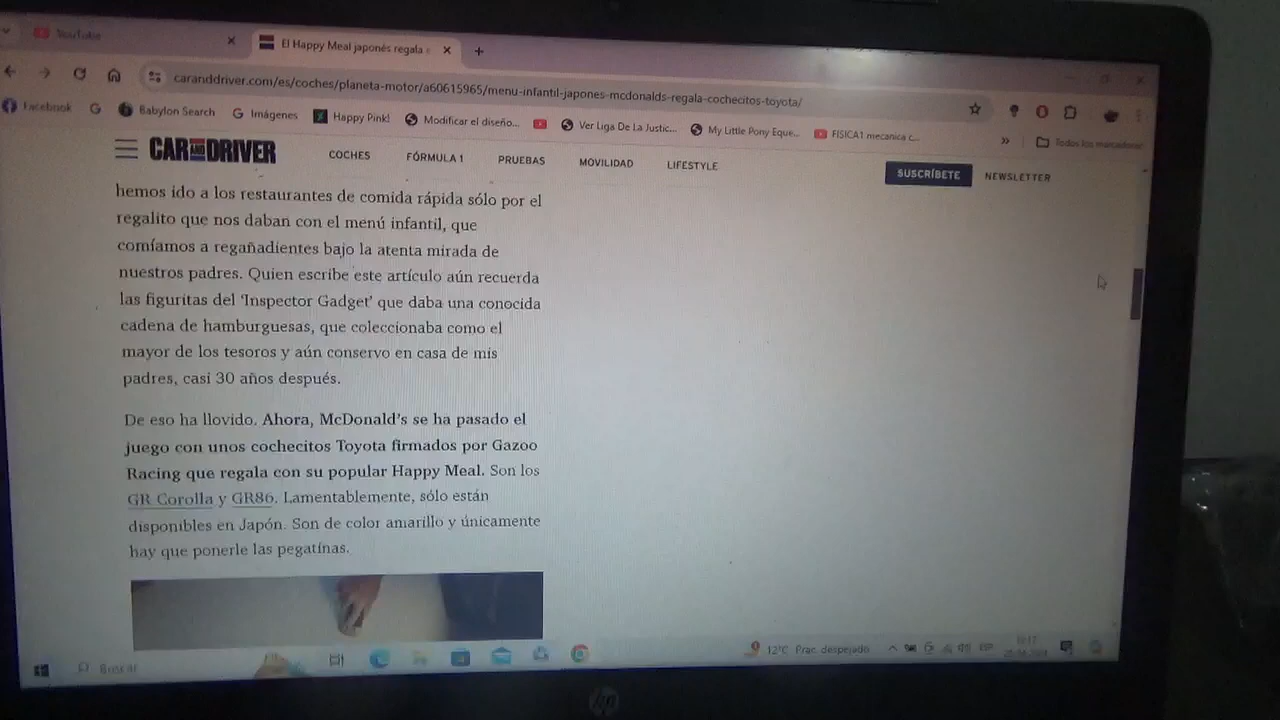 YouTube
El Happy Meal japonés regala
caranddriver.com/es/coches/planeta-motor/a60615965/menu-infantil-japones-mcdonalds-regala-cochecitos-toyota/
Facebook
Babylon Search
Imágenes
Happy Pink!
Modificar el diseño...
Ver Liga De La Justic...
My Little Pony Eque...
FISICA1 mecanica c...
»
Todos los marcadores
CAR AND DRIVER
COCHES
FÓRMULA 1
PRUEBAS
MOVILIDAD
LIFESTYLE
SUSCRÍBETE
NEWSLETTER
hemos ido a los restaurantes de comida rápida sólo por el
regalito que nos daban con el menú infantil, que
comíamos a regañadientes bajo la atenta mirada de
nuestros padres. Quien escribe este artículo aún recuerda
las figuritas del ‘Inspector Gadget’ que daba una conocida
cadena de hamburguesas, que coleccionaba como el
mayor de los tesoros y aún conservo en casa de mis
padres, casi 30 años después.
De eso ha llovido. Ahora, McDonald’s se ha pasado el
juego con unos cochecitos Toyota firmados por Gazoo
Racing que regala con su popular Happy Meal. Son los
GR Corolla y GR86. Lamentablemente, sólo están
disponibles en Japón. Son de color amarillo y únicamente
hay que ponerle las pegatinas.
Buscar
12°C Prac. despejado
ESP
hp